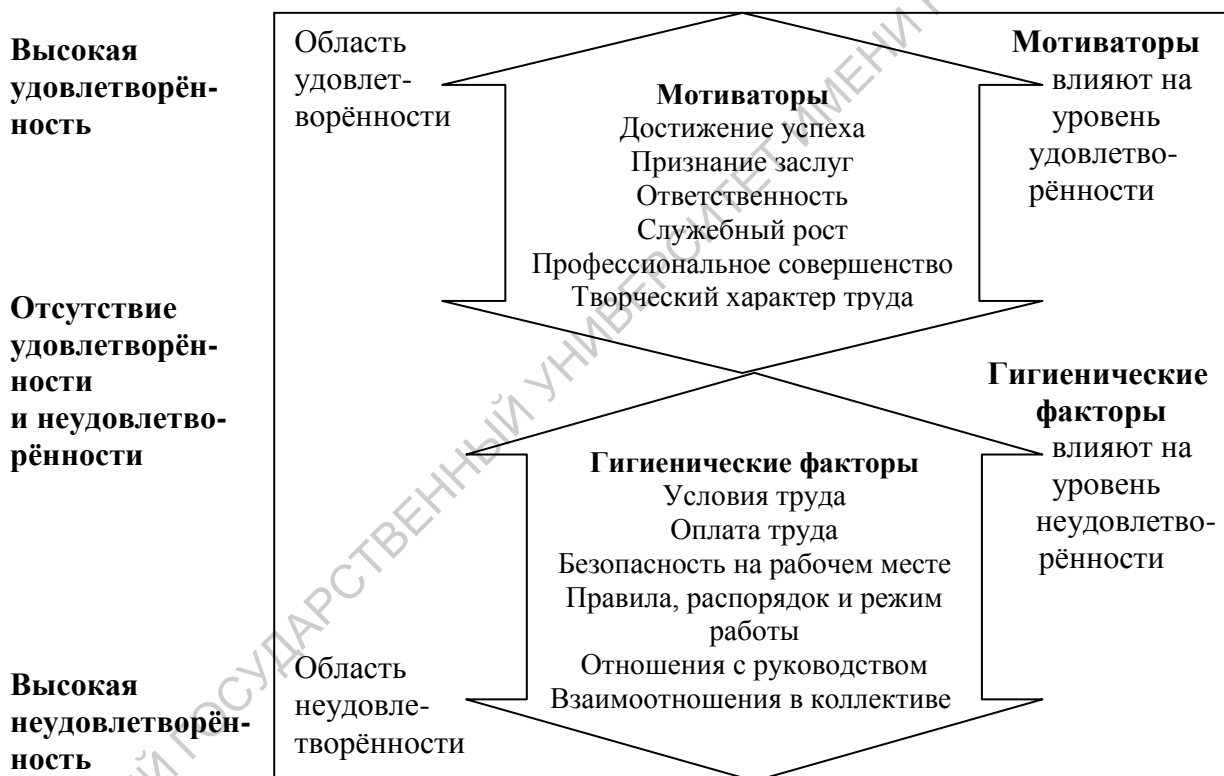 Высокая
удовлетворён-
ность
Область
удовлет-
ворённости
Мотиваторы
Достижение успеха
Признание заслуг
Ответственность
Служебный рост
Профессиональное совершенство
Творческий характер труда
Мотиваторы
влияют на
уровень
удовлетво-
рённости
Отсутствие
удовлетворён-
ности
и неудовлетво-
рённости
Гигиенические факторы
Условия труда
Оплата труда
Безопасность на рабочем месте
Правила, распорядок и режим
работы
Отношения с руководством
Взаимоотношения в коллективе
Гигиенические
факторы
влияют на
уровень
неудовлетво-
рённости
Высокая
неудовлетворён-
ность
Область
неудовле-
творённости
ГОСУДАРСТВЕННЫЙ УНИВЕРСИТЕТ ИМЕНИ